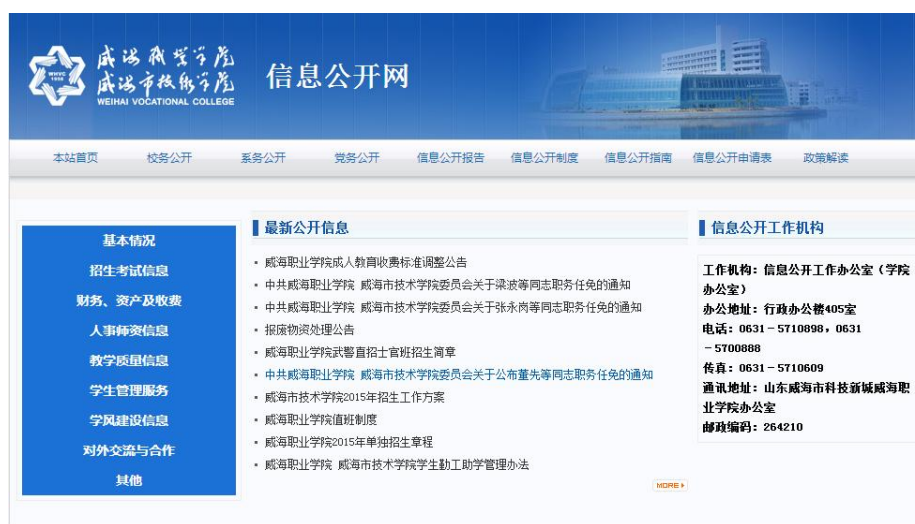 威海职业学院
威海市技术学院
WEIHAI VOCATIONAL COLLEGE
WHVC
信息公开网
本站首页 校务公开 系务公开 党务公开 信息公开报告 信息公开制度 信息公开指南 信息公开申请表 政策解读
基本情况
招生考试信息
财务、资产及收费
人事师资信息
教学质量信息
学生管理服务
学风建设信息
对外交流与合作
其他
最新公开信息
威海职业学院成人教育收费标准调整公告
中共威海职业学院 威海市技术学院委员会关于梁波等同志职务任免的通知
中共威海职业学院 威海市技术学院委员会关于张永岗等同志职务任免的通知
报废物资处理公告
威海职业学院武警直招士官班招生简章
中共威海职业学院 威海市技术学院委员会关于公布董先等同志职务任免的通知
威海市技术学院2015年招生工作方案
威海职业学院值班制度
威海职业学院2015年单独招生章程
威海职业学院 威海市技术学院学生勤工助学管理办法
MORE
信息公开工作机构
工作机构：信息公开工作办公室（学院
办公室）
办公地址：行政办公楼405室
电话：0631－5710898，0631
－5700888
传真：0631－5710609
通讯地址：山东威海市科技新城威海职
业学院办公室
邮政编码：264210